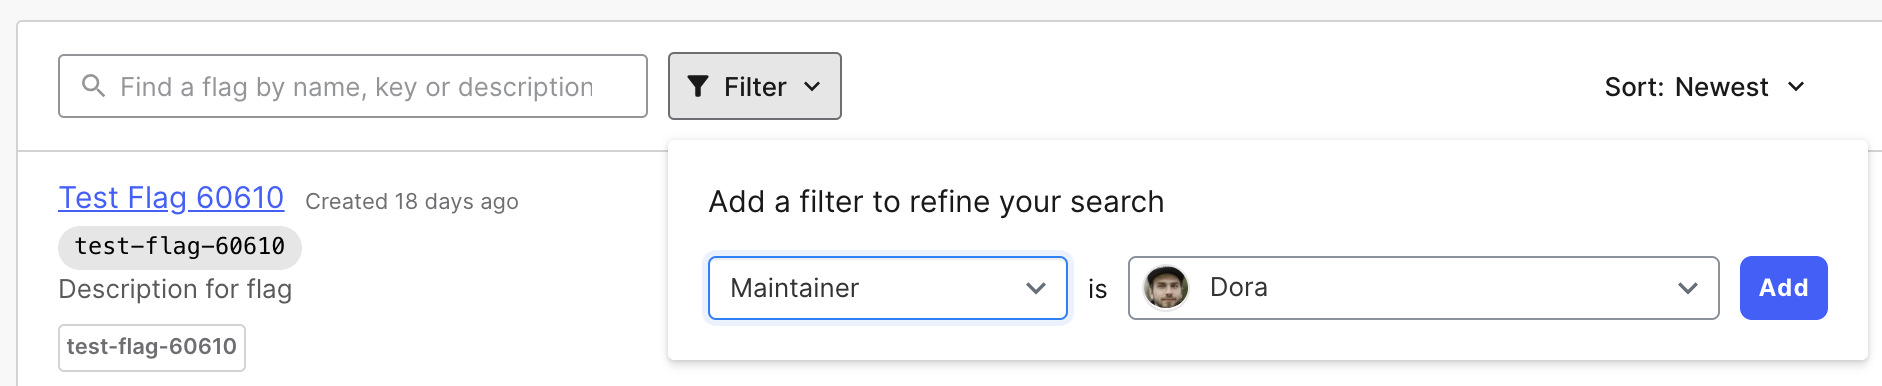 Find a flag by name, key or description
Filter
Sort: Newest
Test Flag 60610 Created 18 days ago
test-flag-60610
Description for flag
test-flag-60610
Add a filter to refine your search
Maintainer is Dora Add